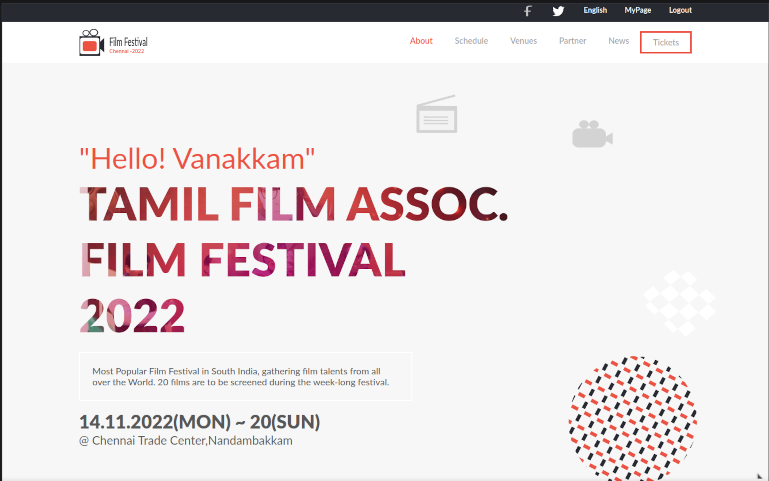 English MyPage Logout
Film Festival
Chennai -2022
About Schedule Venues Partner News Tickets
"Hello! Vanakkam"
TAMIL FILM ASSOC.
FILM FESTIVAL
2022
Most Popular Film Festival in South India, gathering film talents from all
over the World. 20 films are to be screened during the week-long festival.
14.11.2022(MON) ~ 20(SUN)
@ Chennai Trade Center,Nandambakkam